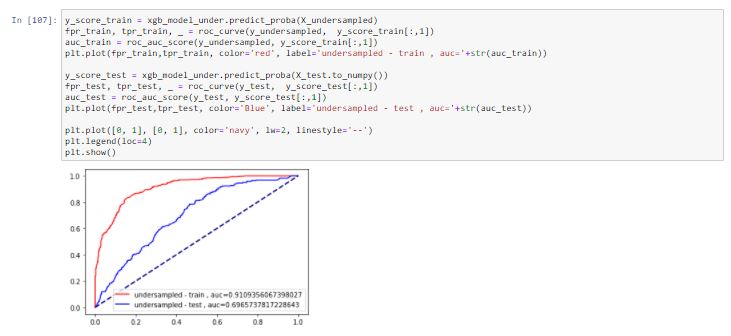 In [107]: y_score_train = xgb_model_under.predict_proba(X_undersampled)
fpr_train, tpr_train, _ = roc_curve(y_undersampled,  y_score_train[:,1])
auc_train = roc_auc_score(y_undersampled, y_score_train[:,1])
plt.plot(fpr_train,tpr_train, color='red', label='undersampled - train , auc='+str(auc_train))
y_score_test = xgb_model_under.predict_proba(X_test.to_numpy())
fpr_test, tpr_test, _ = roc_curve(y_test,  y_score_test[:,1])
auc_test = roc_auc_score(y_test, y_score_test[:,1])
plt.plot(fpr_test,tpr_test, color='Blue', label='undersampled - test , auc='+str(auc_test))
plt.plot([0, 1], [0, 1], color='navy', lw=2, linestyle='--')
plt.legend(loc=4)
plt.show()
1.0
0.8
0.6
0.4
0.2
0.0
undersampled - train , auc=0.9109356067398027
undersampled - test , auc=0.6965737817228643
0.0 0.2 0.4 0.6 0.8 1.0